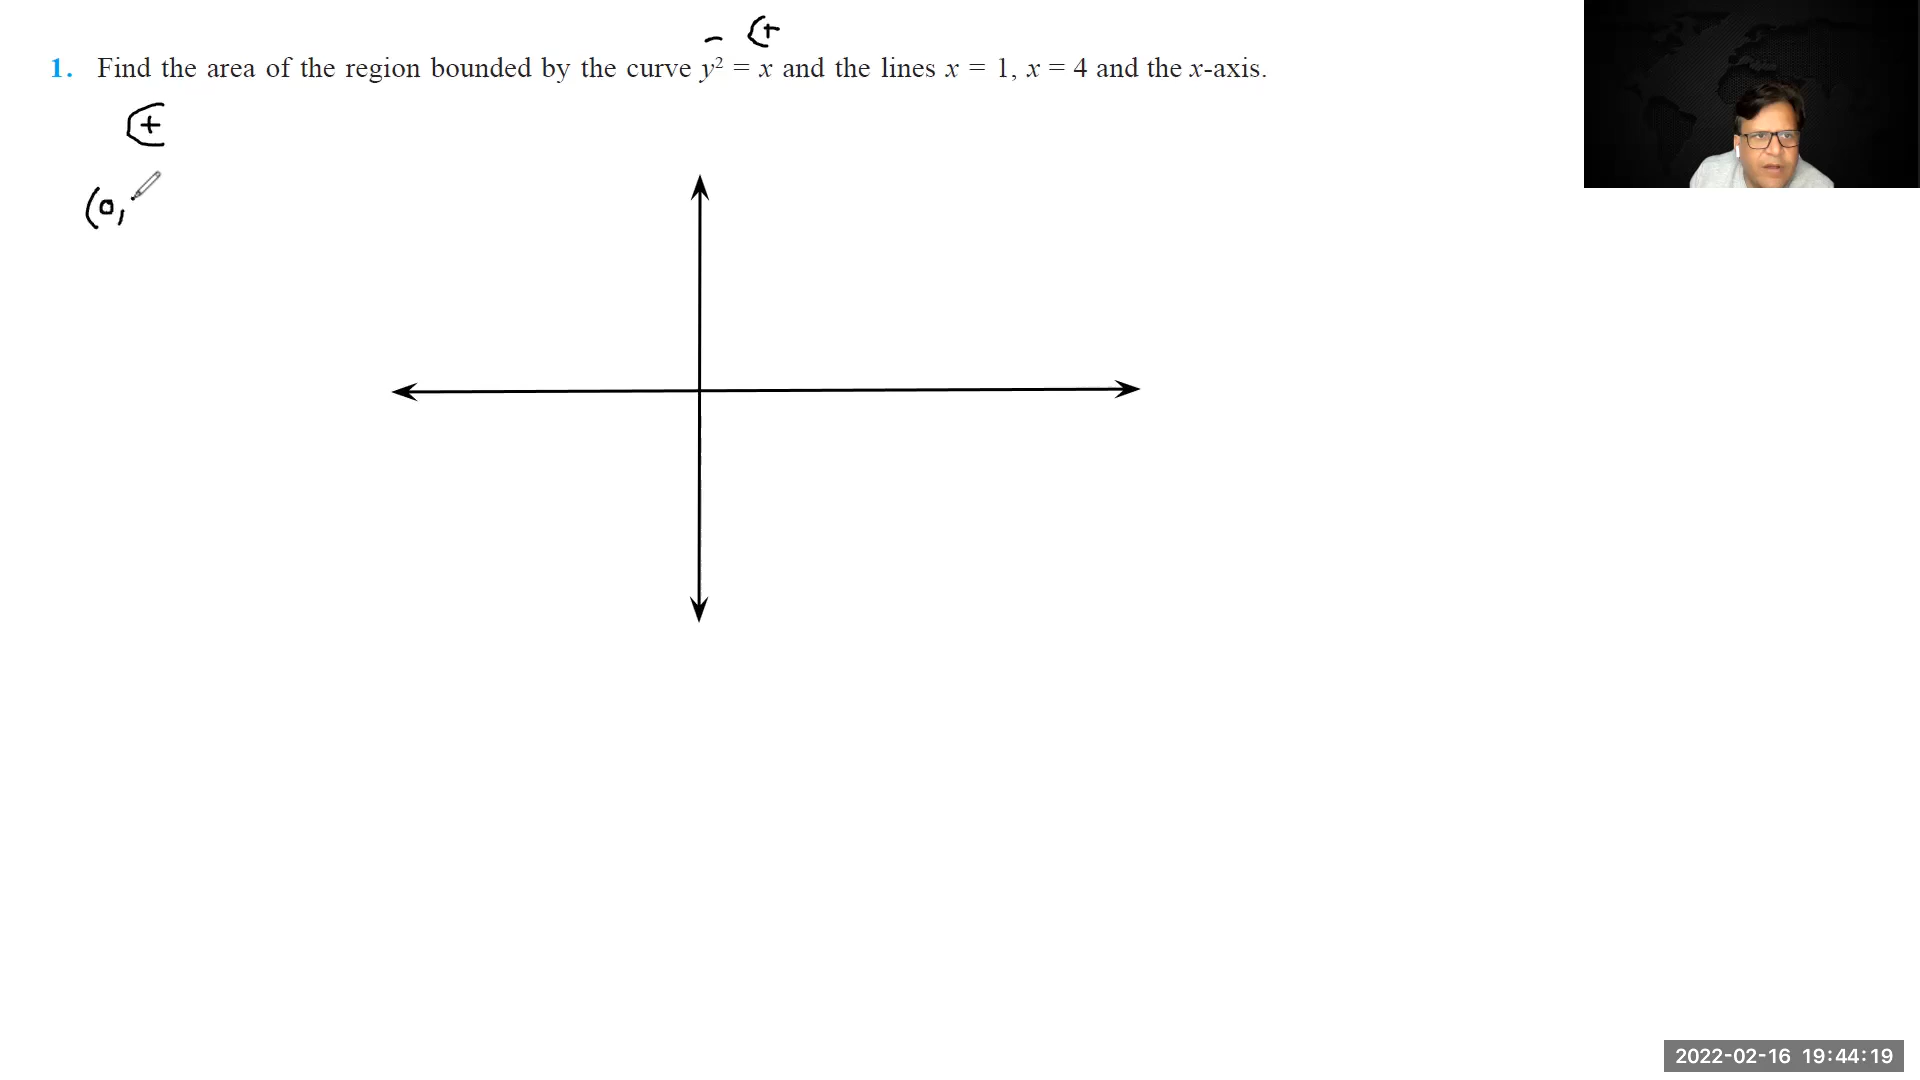 - (+
1. Find the area of the region bounded by the curve y² = x and the lines x = 1, x = 4 and the x-axis.
(+
(0,
2022-02-16 19:44:19